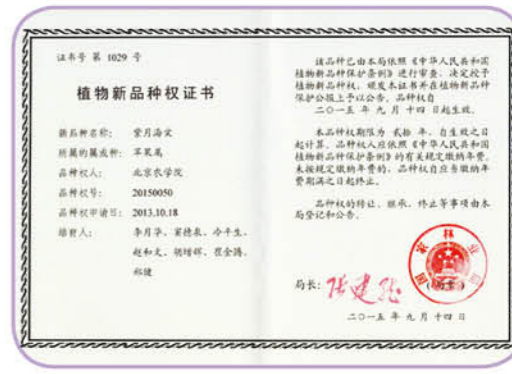 证书号 第 1029 号
植物新品种权证书
新品种名称: 紫月海棠
所属的属或种: 苹果属
品种权人: 北京农学院
品种权号: 20150050
品种权申请日: 2013.10.18
培育人: 李月华、窦德泉、冷平生、
赵和文、胡增辉、崔金腾、
郑健
该品种已由本局依照《中华人民共和国
植物新品种保护条例》进行审查, 决定授予
植物新品种权, 颁发本证书并在植物新品种
保护公报上予以公告。品种权自
二〇一五 年 九 月 十四 日起生效。
本品种权期限为 贰拾 年, 自生效之日
起计算。品种权人应依照《中华人民共和国
植物新品种保护条例》的有关规定缴纳年费。
未按规定缴纳年费的, 品种权自应当缴纳年
费期满之日起终止。
品种权的转让、继承、终止等事项由本
局登记和公告。
局长:
二〇一五 年 九 月 十四 日